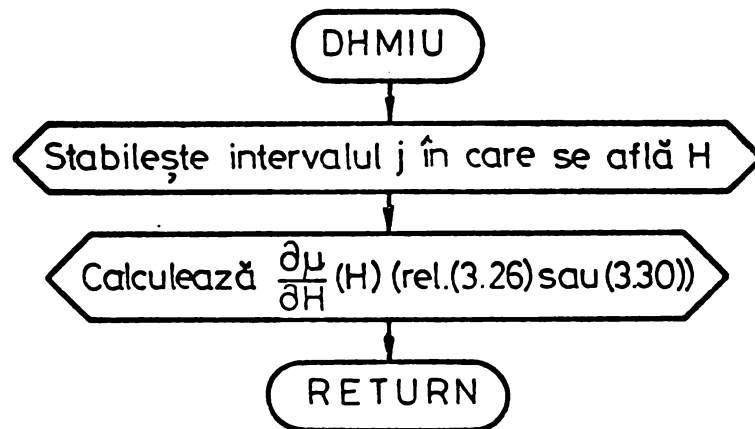 DHMIU
Stabilește intervalul j în care se află H
Calculează ∂μ/∂H (H) (rel.(3.26) sau (3.30))
RETURN